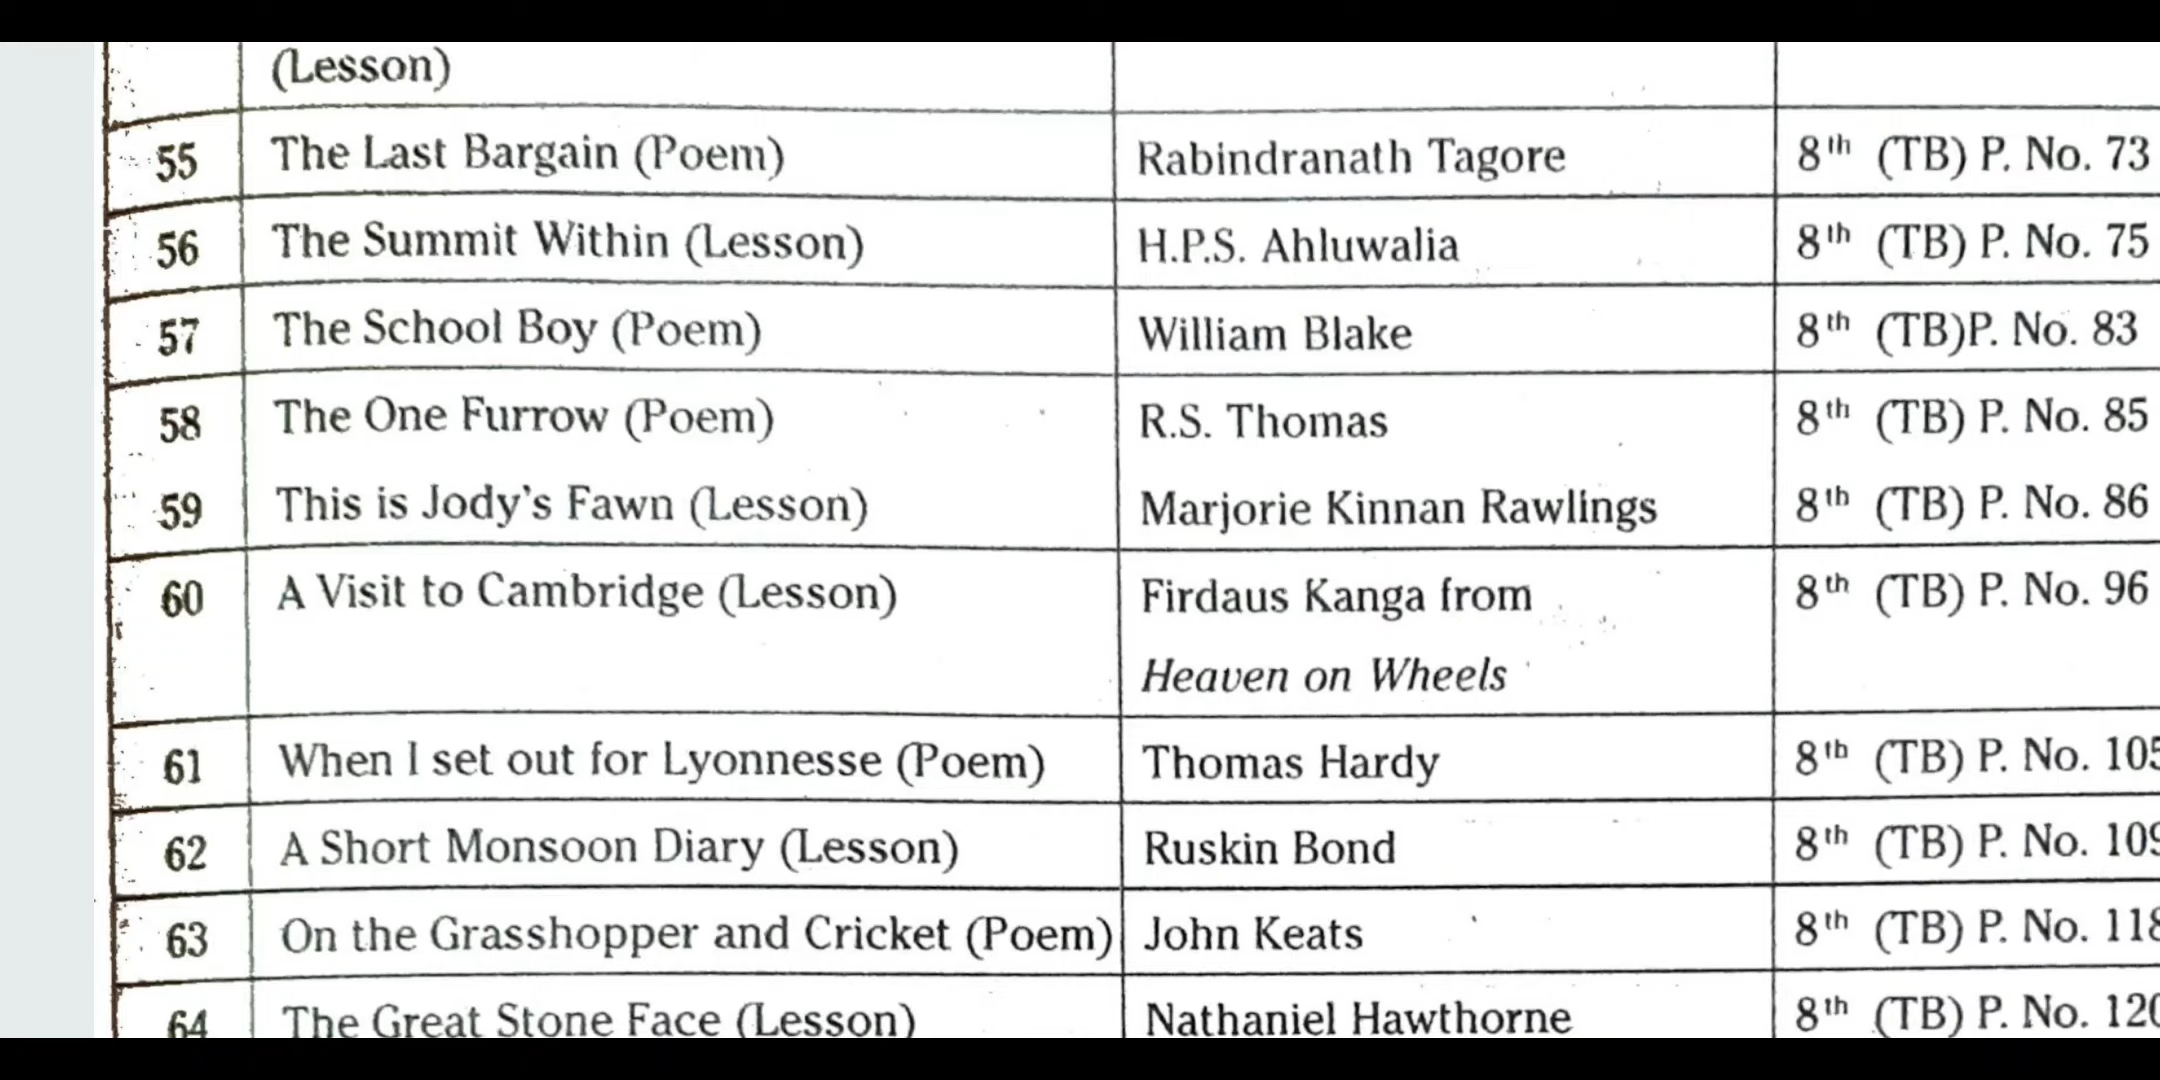 (Lesson)
55 The Last Bargain (Poem) Rabindranath Tagore 8th (TB) P. No. 73
56 The Summit Within (Lesson) H.P.S. Ahluwalia 8th (TB) P. No. 75
57 The School Boy (Poem) William Blake 8th (TB)P. No. 83
58 The One Furrow (Poem) R.S. Thomas 8th (TB) P. No. 85
59 This is Jody's Fawn (Lesson) Marjorie Kinnan Rawlings 8th (TB) P. No. 86
60 A Visit to Cambridge (Lesson) Firdaus Kanga from 8th (TB) P. No. 96
Heaven on Wheels
61 When I set out for Lyonnesse (Poem) Thomas Hardy 8th (TB) P. No. 105
62 A Short Monsoon Diary (Lesson) Ruskin Bond 8th (TB) P. No. 109
63 On the Grasshopper and Cricket (Poem) John Keats 8th (TB) P. No. 118
64 The Great Stone Face (Lesson) Nathaniel Hawthorne 8th (TB) P. No. 120